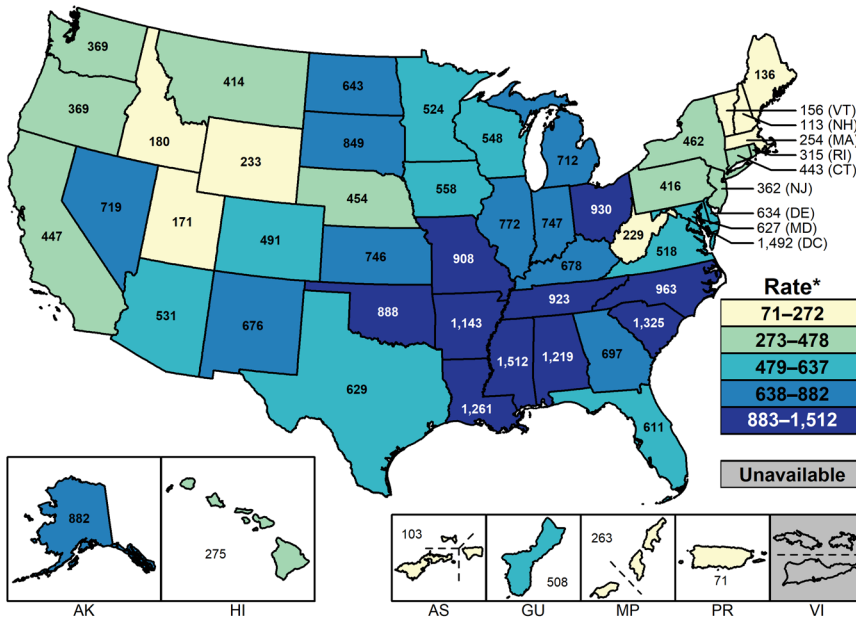 369
136
414
643
524
156 (VT)
113 (NH)
369
548
462
254 (MA)
180
849
712
315 (RI)
443 (CT)
233
416
362 (NJ)
558
454
930
719
772
747
634 (DE)
171
229
627 (MD)
491
518
1,492 (DC)
447
746
908
678
963
Rate*
923
71–272
888
1,143
1,325
273–478
531
676
479–637
1,512
1,219
697
638–882
629
1,261
883–1,512
611
Unavailable
882
275
103
508
263
71
AK
HI
AS
GU
MP
PR
VI